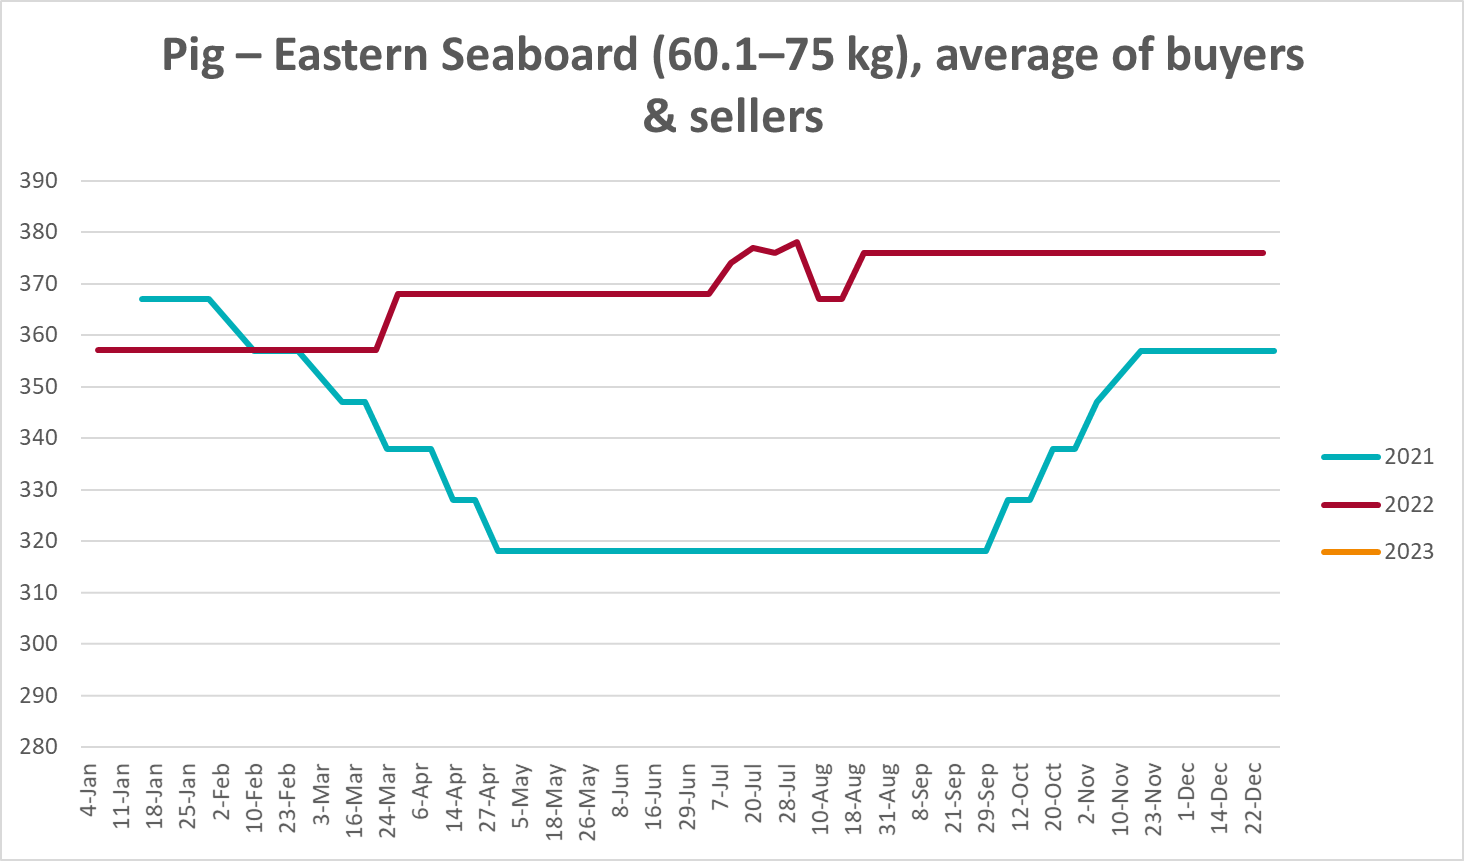 Pig – Eastern Seaboard (60.1–75 kg), average of buyers
& sellers
390
380
370
360
350
340
330
320
310
300
290
280
4-Jan
11-Jan
18-Jan
25-Jan
2-Feb
10-Feb
23-Feb
3-Mar
16-Mar
24-Mar
6-Apr
14-Apr
27-Apr
5-May
18-May
26-May
8-Jun
16-Jun
29-Jun
7-Jul
20-Jul
28-Jul
10-Aug
18-Aug
31-Aug
8-Sep
21-Sep
29-Sep
12-Oct
20-Oct
2-Nov
10-Nov
23-Nov
1-Dec
14-Dec
22-Dec
2021
2022
2023